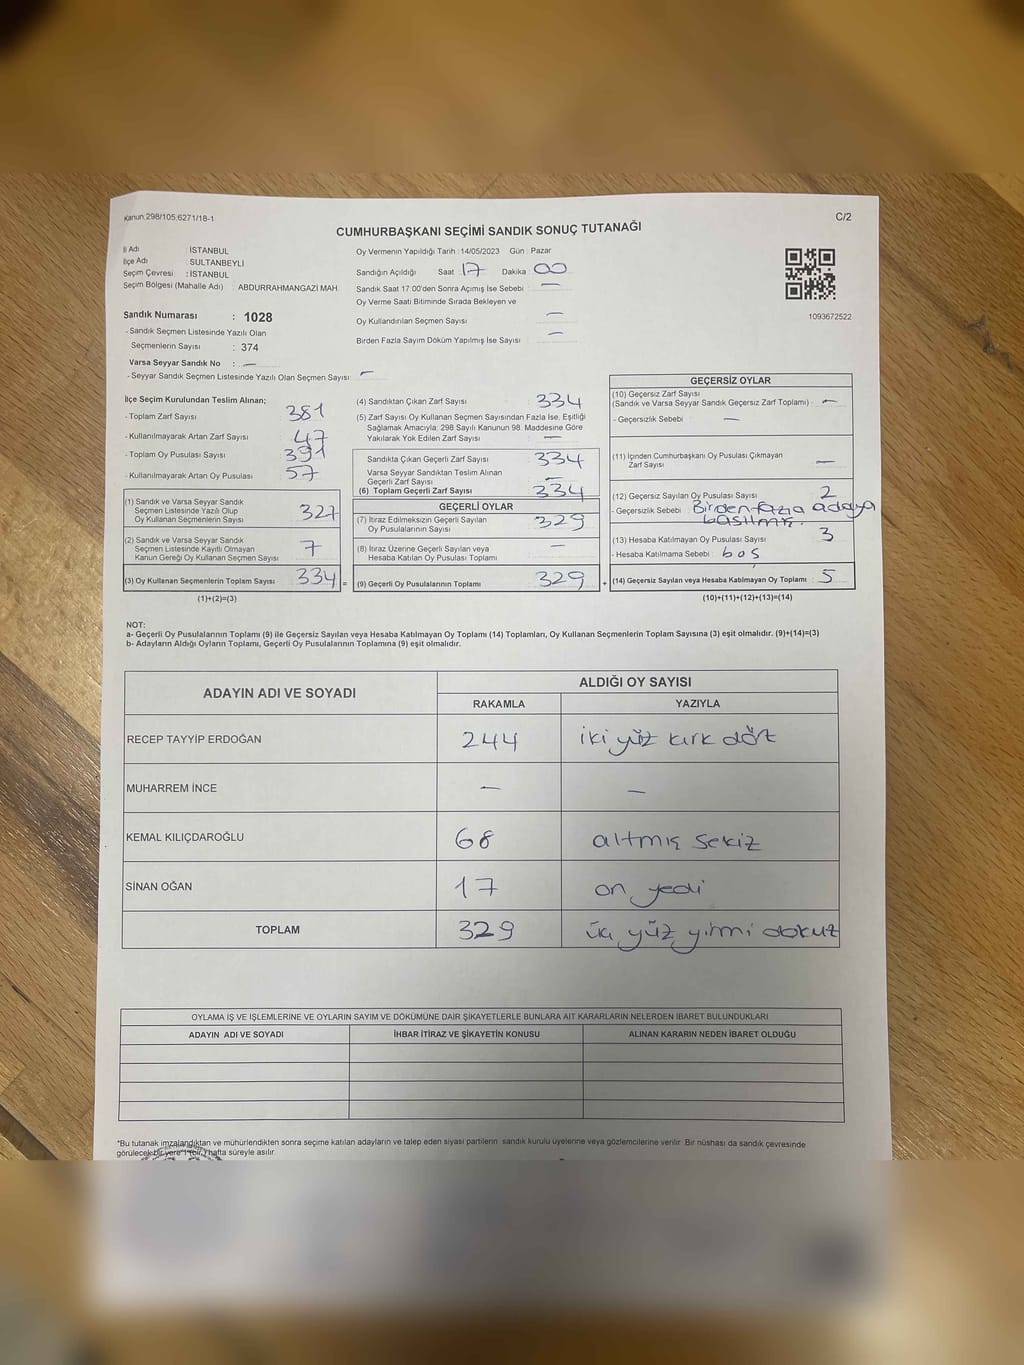 Kanun:298/105,6271/18-1
C/2
CUMHURBAŞKANI SEÇİMİ SANDIK SONUÇ TUTANAĞI
İl Adı : İSTANBUL
İlçe Adı : SULTANBEYLİ
Seçim Çevresi : İSTANBUL
Seçim Bölgesi (Mahalle Adı) : ABDURRAHMANGAZİ MAH.
Sandık Numarası : 1028
- Sandık Seçmen Listesinde Yazılı Olan
Seçmenlerin Sayısı : 374
Varsa Seyyar Sandık No : —
- Seyyar Sandık Seçmen Listesinde Yazılı Olan Seçmen Sayısı: —
Oy Vermenin Yapıldığı Tarih :14/05/2023 Gün : Pazar
Sandığın Açıldığı Saat : 17 Dakika : 00
Sandık Saat 17:00'den Sonra Açımış İse Sebebi : —
Oy Verme Saati Bitiminde Sırada Bekleyen ve
Oy Kullandırılan Seçmen Sayısı —
Birden Fazla Sayım Döküm Yapılmış İse Sayısı : —
1093672522
İlçe Seçim Kurulundan Teslim Alınan;
- Toplam Zarf Sayısı : 381
- Kullanılmayarak Artan Zarf Sayısı : 47
- Toplam Oy Pusulası Sayısı : 391
- Kullanılmayarak Artan Oy Pusulası : 57
(1) Sandık ve Varsa Seyyar Sandık
Seçmen Listesinde Yazılı Olup
Oy Kullanan Seçmenlerin Sayısı : 327
(2) Sandık ve Varsa Seyyar Sandık
Seçmen Listesinde Kayıtlı Olmayan
Kanun Gereği Oy Kullanan Seçmen Sayısı : 7
(3) Oy Kullanan Seçmenlerin Toplam Sayısı : 334 =
(1)+(2)=(3)
(4) Sandıktan Çıkan Zarf Sayısı : 334
(5) Zarf Sayısı Oy Kullanan Seçmen Sayısından Fazla İse, Eşitliği
Sağlamak Amacıyla; 298 Sayılı Kanunun 98. Maddesine Göre
Yakılarak Yok Edilen Zarf Sayısı : —
Sandıkta Çıkan Geçerli Zarf Sayısı : 334
Varsa Seyyar Sandıktan Teslim Alınan
Geçerli Zarf Sayısı : —
(6) Toplam Geçerli Zarf Sayısı : 334
GEÇERLİ OYLAR
(7) İtiraz Edilmeksizin Geçerli Sayılan
Oy Pusulalarının Sayısı : 329
(8) İtiraz Üzerine Geçerli Sayılan veya
Hesaba Katılan Oy Pusulası Toplamı : —
(9) Geçerli Oy Pusulalarının Toplamı : 329 +
GEÇERSİZ OYLAR
(10) Geçersiz Zarf Sayısı
(Sandık ve Varsa Seyyar Sandık Geçersiz Zarf Toplamı) : —
- Geçersizlik Sebebi : —
(11) İçinden Cumhurbaşkanı Oy Pusulası Çıkmayan
Zarf Sayısı : —
(12) Geçersiz Sayılan Oy Pusulası Sayısı : 2
- Geçersizlik Sebebi : Birden fazla adaya
basılmış.
(13) Hesaba Katılmayan Oy Pusulası Sayısı : 3
- Hesaba Katılmama Sebebi : boş
(14) Geçersiz Sayılan veya Hesaba Katılmayan Oy Toplamı : 5
(10)+(11)+(12)+(13)=(14)
NOT:
a- Geçerli Oy Pusulalarının Toplamı (9) ile Geçersiz Sayılan veya Hesaba Katılmayan Oy Toplamı (14) Toplamları, Oy Kullanan Seçmenlerin Toplam Sayısına (3) eşit olmalıdır. (9)+(14)=(3)
b- Adayların Aldığı Oyların Toplamı, Geçerli Oy Pusulalarının Toplamına (9) eşit olmalıdır.
ADAYIN ADI VE SOYADI
ALDIĞI OY SAYISI
RAKAMLA YAZIYLA
RECEP TAYYİP ERDOĞAN 244 iki yüz kırk dört
MUHARREM İNCE — —
KEMAL KILIÇDAROĞLU 68 altmış sekiz
SİNAN OĞAN 17 on yedi
TOPLAM 329 üç yüz yirmi dokuz
OYLAMA İŞ VE İŞLEMLERİNE VE OYLARIN SAYIM VE DÖKÜMÜNE DAİR ŞİKAYETLERLE BUNLARA AİT KARARLARIN NELERDEN İBARET BULUNDUKLARI
ADAYIN ADI VE SOYADI İHBAR İTİRAZ VE ŞİKAYETİN KONUSU ALINAN KARARIN NEDEN İBARET OLDUĞU
*Bu tutanak imzalandıktan ve mühürlendikten sonra seçime katılan adayların ve talep eden siyasi partilerin sandık kurulu üyelerine veya gözlemcilerine verilir. Bir nüshası da sandık çevresinde
görülecek bir yere 1 (bir) hafta süreyle asılır.